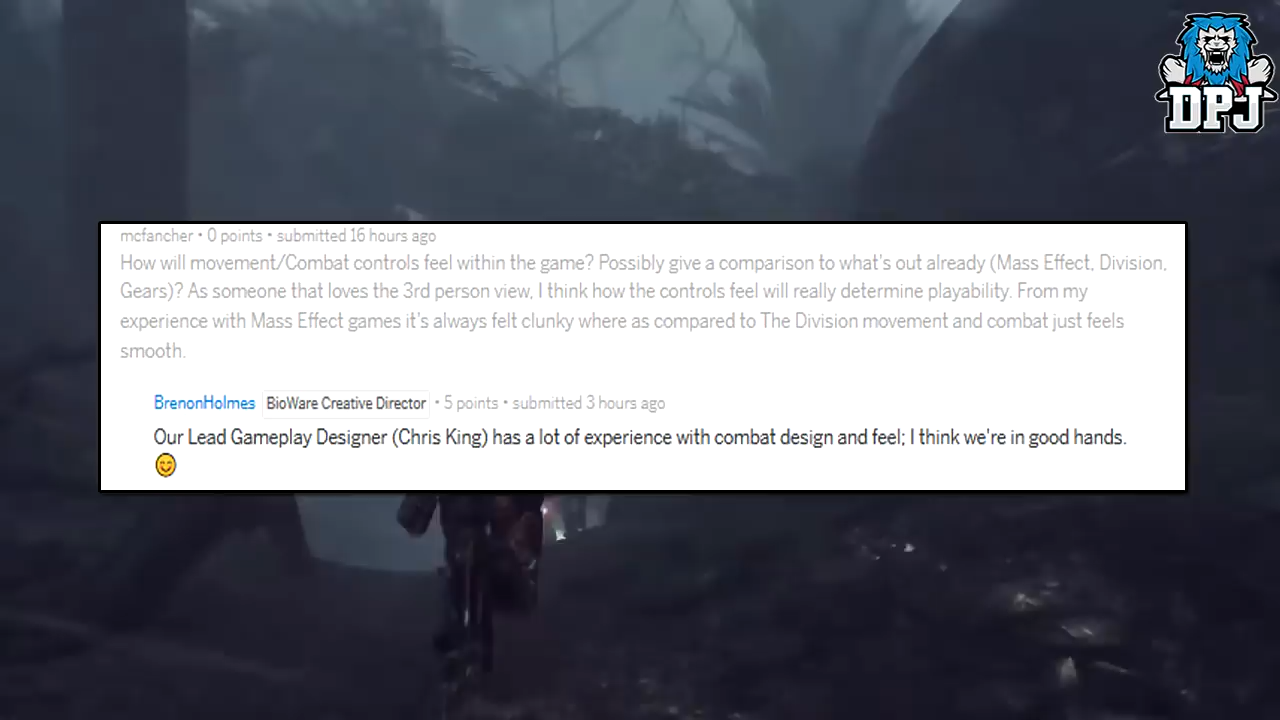 DPJ
mcfancher • 0 points • submitted 16 hours ago
How will movement/Combat controls feel within the game? Possibly give a comparison to what's out already (Mass Effect, Division,
Gears)? As someone that loves the 3rd person view, I think how the controls feel will really determine playability. From my
experience with Mass Effect games it's always felt clunky where as compared to The Division movement and combat just feels
smooth.
BrenonHolmes BioWare Creative Director • 5 points • submitted 3 hours ago
Our Lead Gameplay Designer (Chris King) has a lot of experience with combat design and feel; I think we're in good hands.